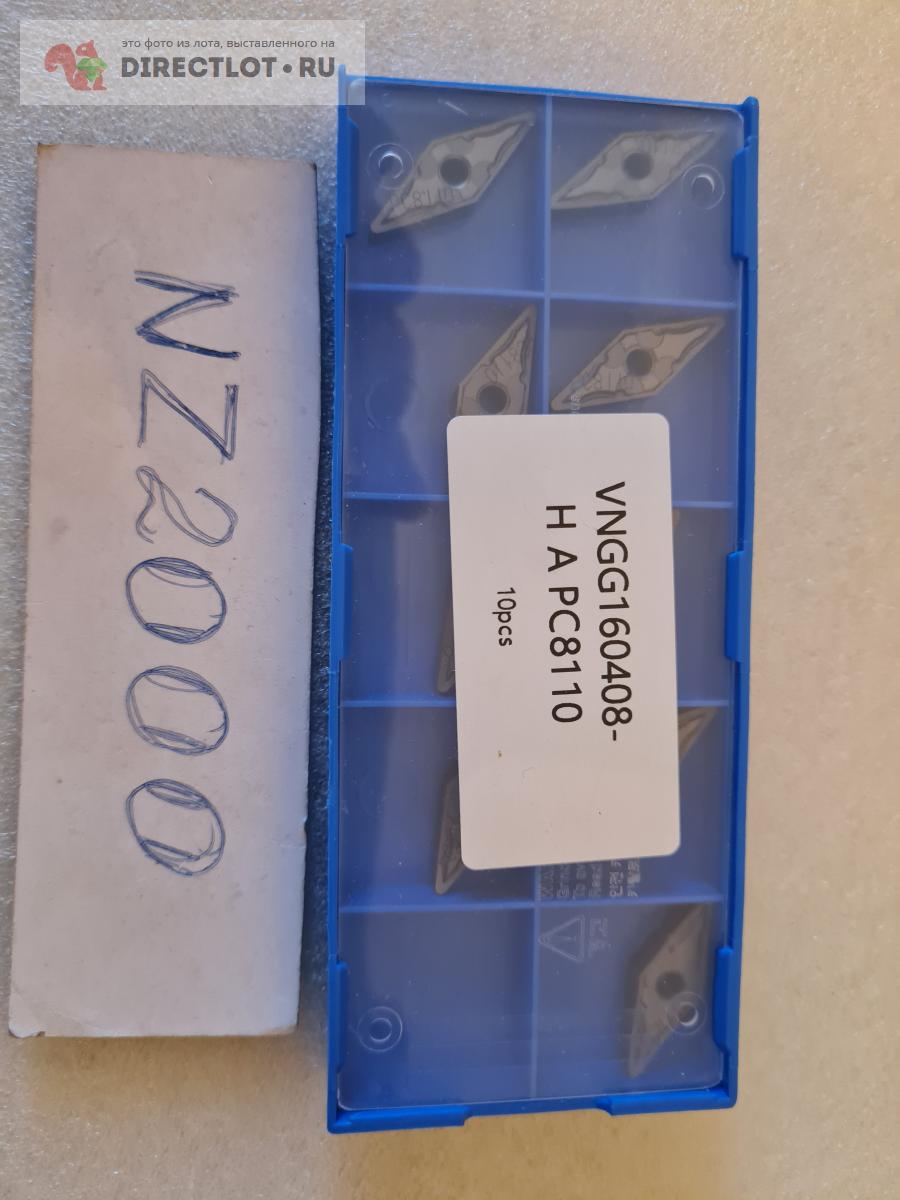 это фото из лота, выставленного на
DIRECTLOT.RU
NZ2000
VNGG160408-
H A PC8110
10pcs